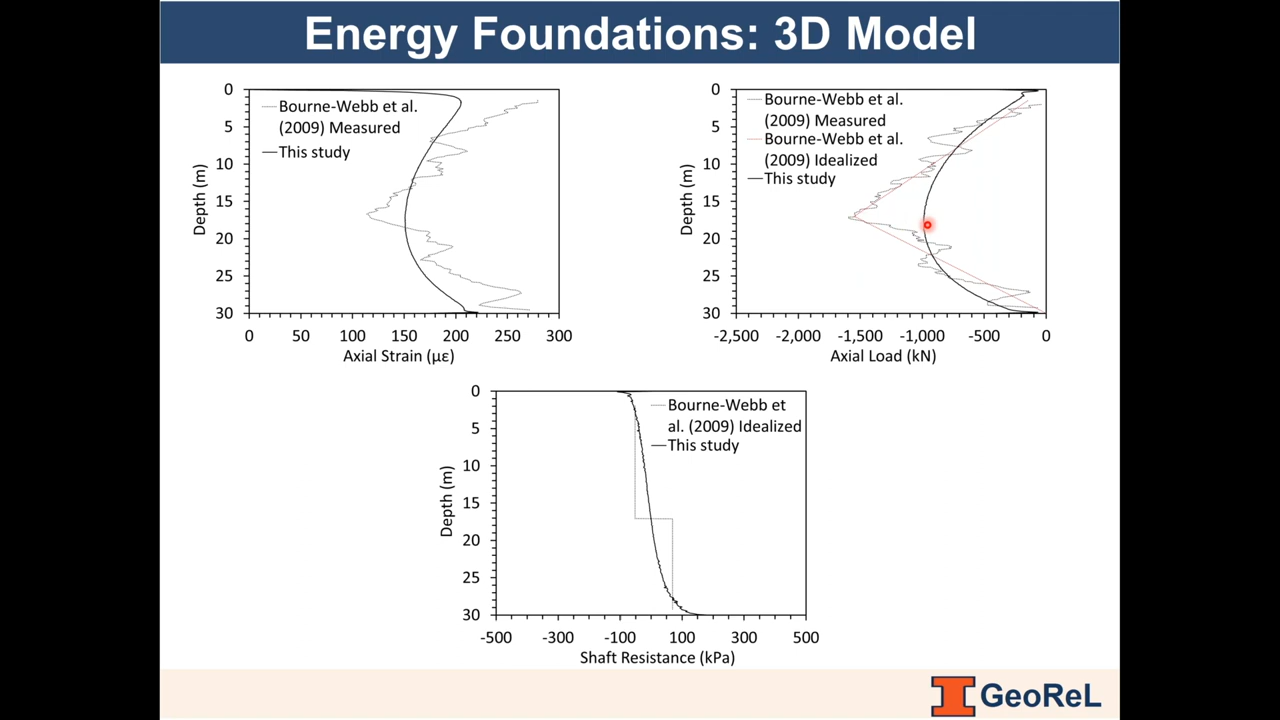 Energy Foundations: 3D Model
0
5
10
15
20
25
30
Depth (m)
Bourne-Webb et al.
(2009) Measured
This study
0
50
100
150
200
250
300
Axial Strain (με)
0
5
10
15
20
25
30
Depth (m)
Bourne-Webb et al.
(2009) Measured
Bourne-Webb et al.
(2009) Idealized
This study
-2,500
-2,000
-1,500
-1,000
-500
0
Axial Load (kN)
0
5
10
15
20
25
30
Depth (m)
Bourne-Webb et
al. (2009) Idealized
This study
-500
-300
-100
100
300
500
Shaft Resistance (kPa)
I GeoReL